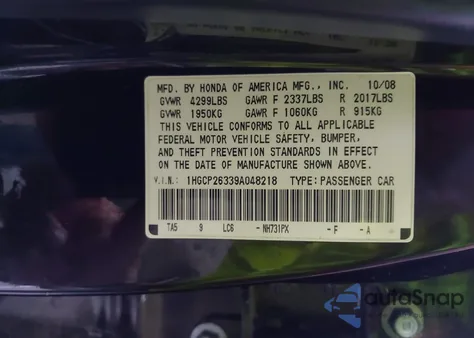 MFD. BY HONDA OF AMERICA MFG., INC. 10/08
GVWR 4299LBS GAWR F 2337LBS R 2017LBS
GVWR 1950KG GAWR F 1060KG R 915KG
THIS VEHICLE CONFORMS TO ALL APPLICABLE
FEDERAL MOTOR VEHICLE SAFETY, BUMPER,
AND THEFT PREVENTION STANDARDS IN EFFECT
ON THE DATE OF MANUFACTURE SHOWN ABOVE.
V.I.N.: 1HGCP26339A048218 TYPE: PASSENGER CAR
TA5 9 LC6 -NH731PX -F -A
autoSnap